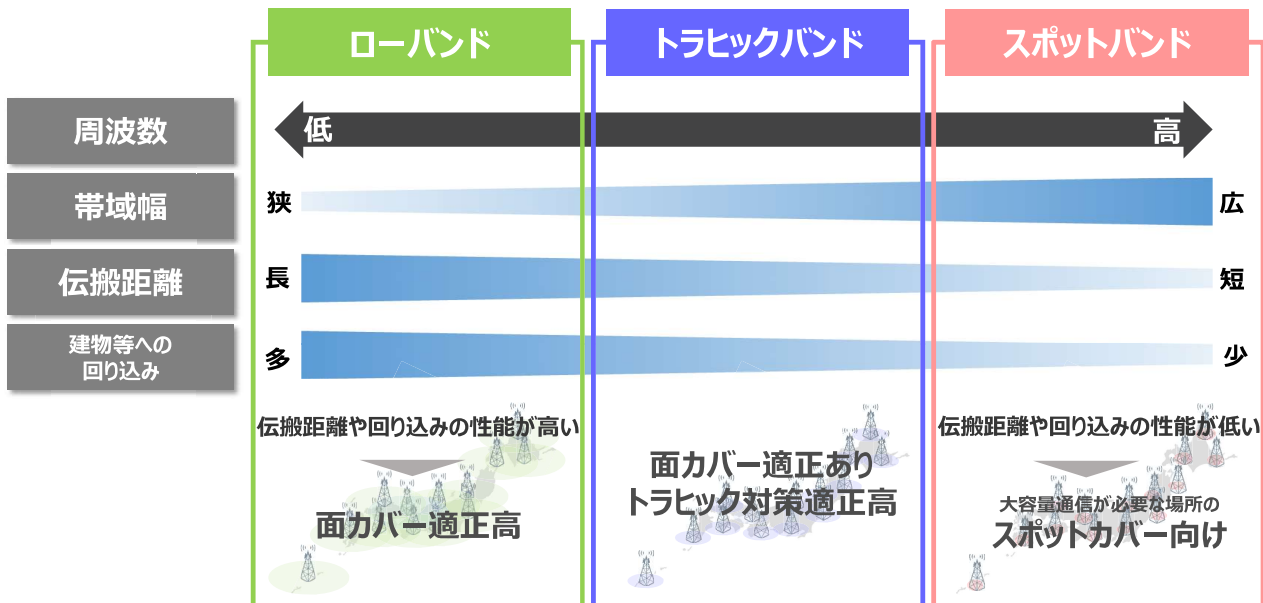 ローバンド
トラヒックバンド
スポットバンド
周波数
低
高
帯域幅
狭
広
伝搬距離
長
短
建物等への
回り込み
多
少
伝搬距離や回り込みの性能が高い
面カバー適正高
面カバー適正あり
トラヒック対策適正高
伝搬距離や回り込みの性能が低い
大容量通信が必要な場所の
スポットカバー向け